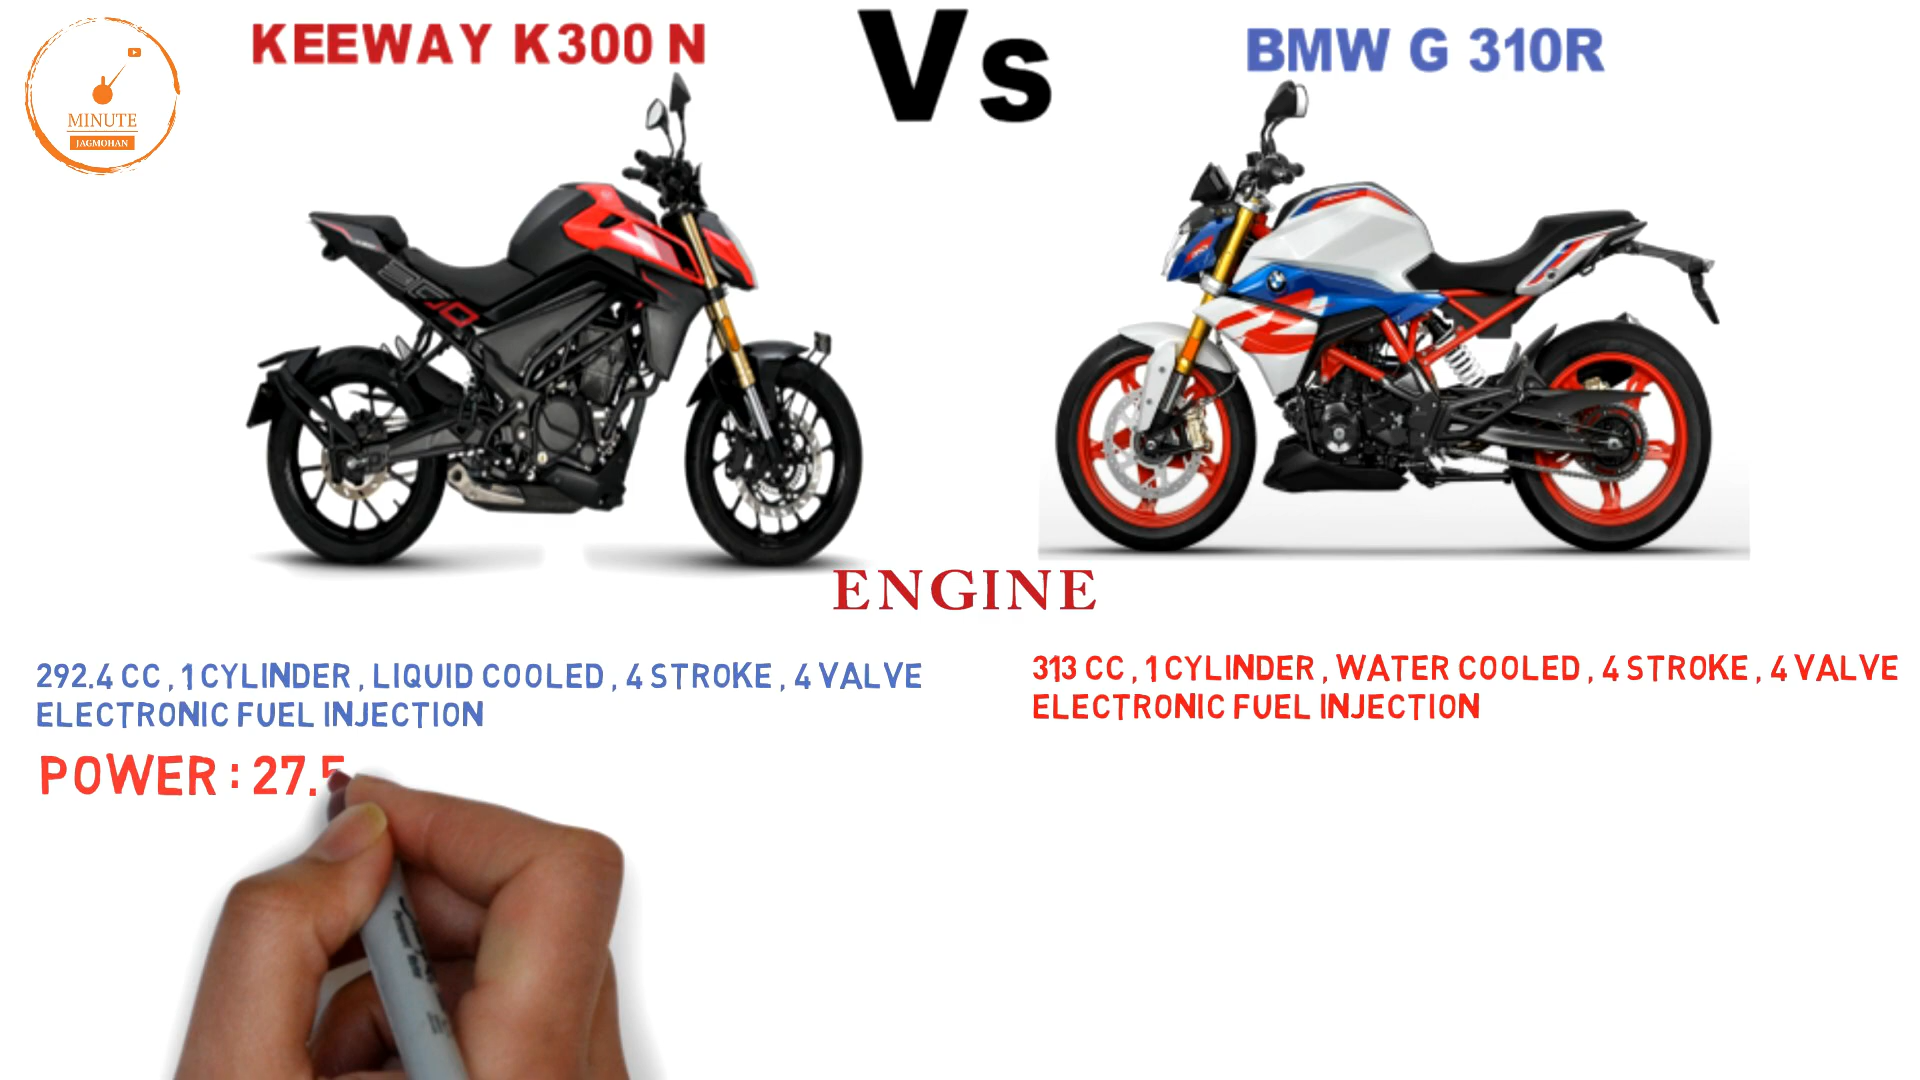 MINUTE
JAGMOHAN
KEEWAY K300 N
Vs
BMW G 310R
ENGINE
292.4 CC , 1 CYLINDER , LIQUID COOLED , 4 STROKE , 4 VALVE
ELECTRONIC FUEL INJECTION
313 CC , 1 CYLINDER , WATER COOLED , 4 STROKE , 4 VALVE
ELECTRONIC FUEL INJECTION
POWER : 27.5